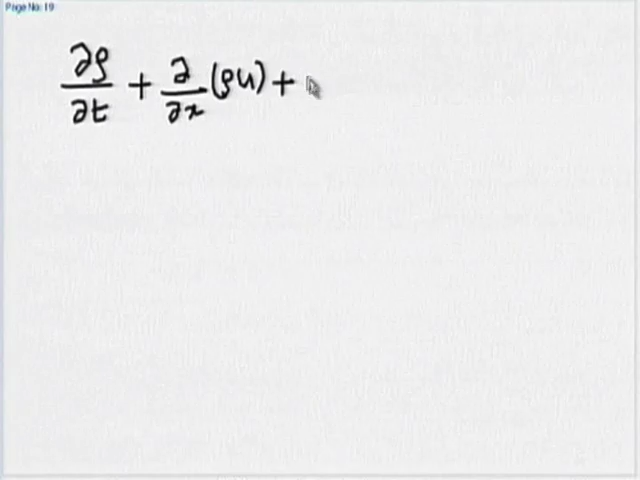 Page No: 19
∂ρ/∂t + ∂/∂x (ρu) +